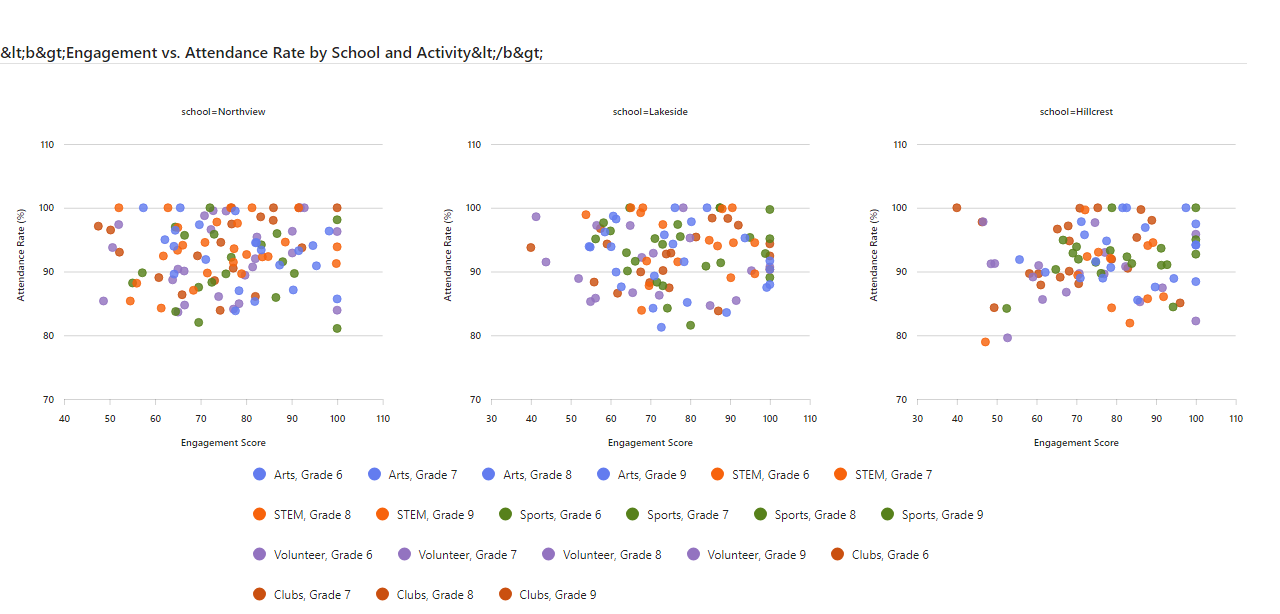 &lt;b&gt;Engagement vs. Attendance Rate by School and Activity&lt;/b&gt;
school=Northview
school=Lakeside
school=Hillcrest
110
100
90
80
70
Attendance Rate (%)
40 50 60 70 80 90 100 110
Engagement Score
110
100
90
80
70
Attendance Rate (%)
30 40 50 60 70 80 90 100 110
Engagement Score
110
100
90
80
70
Attendance Rate (%)
30 40 50 60 70 80 90 100 110
Engagement Score
Arts, Grade 6 Arts, Grade 7 Arts, Grade 8 Arts, Grade 9 STEM, Grade 6 STEM, Grade 7
STEM, Grade 8 STEM, Grade 9 Sports, Grade 6 Sports, Grade 7 Sports, Grade 8 Sports, Grade 9
Volunteer, Grade 6 Volunteer, Grade 7 Volunteer, Grade 8 Volunteer, Grade 9 Clubs, Grade 6
Clubs, Grade 7 Clubs, Grade 8 Clubs, Grade 9